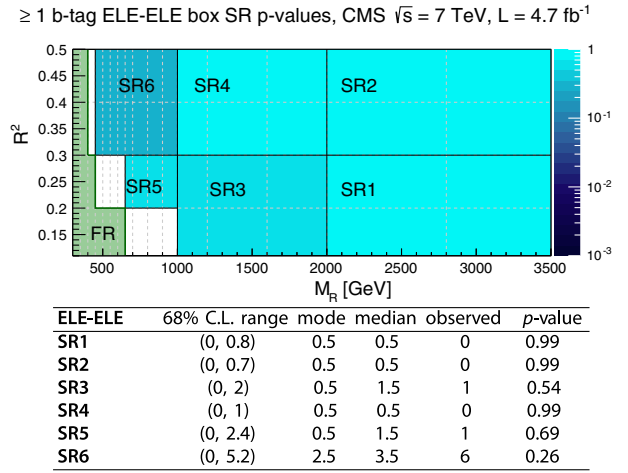 ≥ 1 b-tag ELE-ELE box SR p-values, CMS √s = 7 TeV, L = 4.7 fb⁻¹
0.5
0.4
0.3
0.2
0.15
R²
SR6 SR4 SR2
SR5 SR3 SR1
FR
1
10⁻¹
10⁻²
10⁻³
500 1000 1500 2000 2500 3000 3500
M_R [GeV]
ELE-ELE 68% C.L. range mode median observed p-value
SR1 (0, 0.8) 0.5 0.5 0 0.99
SR2 (0, 0.7) 0.5 0.5 0 0.99
SR3 (0, 2) 0.5 1.5 1 0.54
SR4 (0, 1) 0.5 0.5 0 0.99
SR5 (0, 2.4) 0.5 1.5 1 0.69
SR6 (0, 5.2) 2.5 3.5 6 0.26